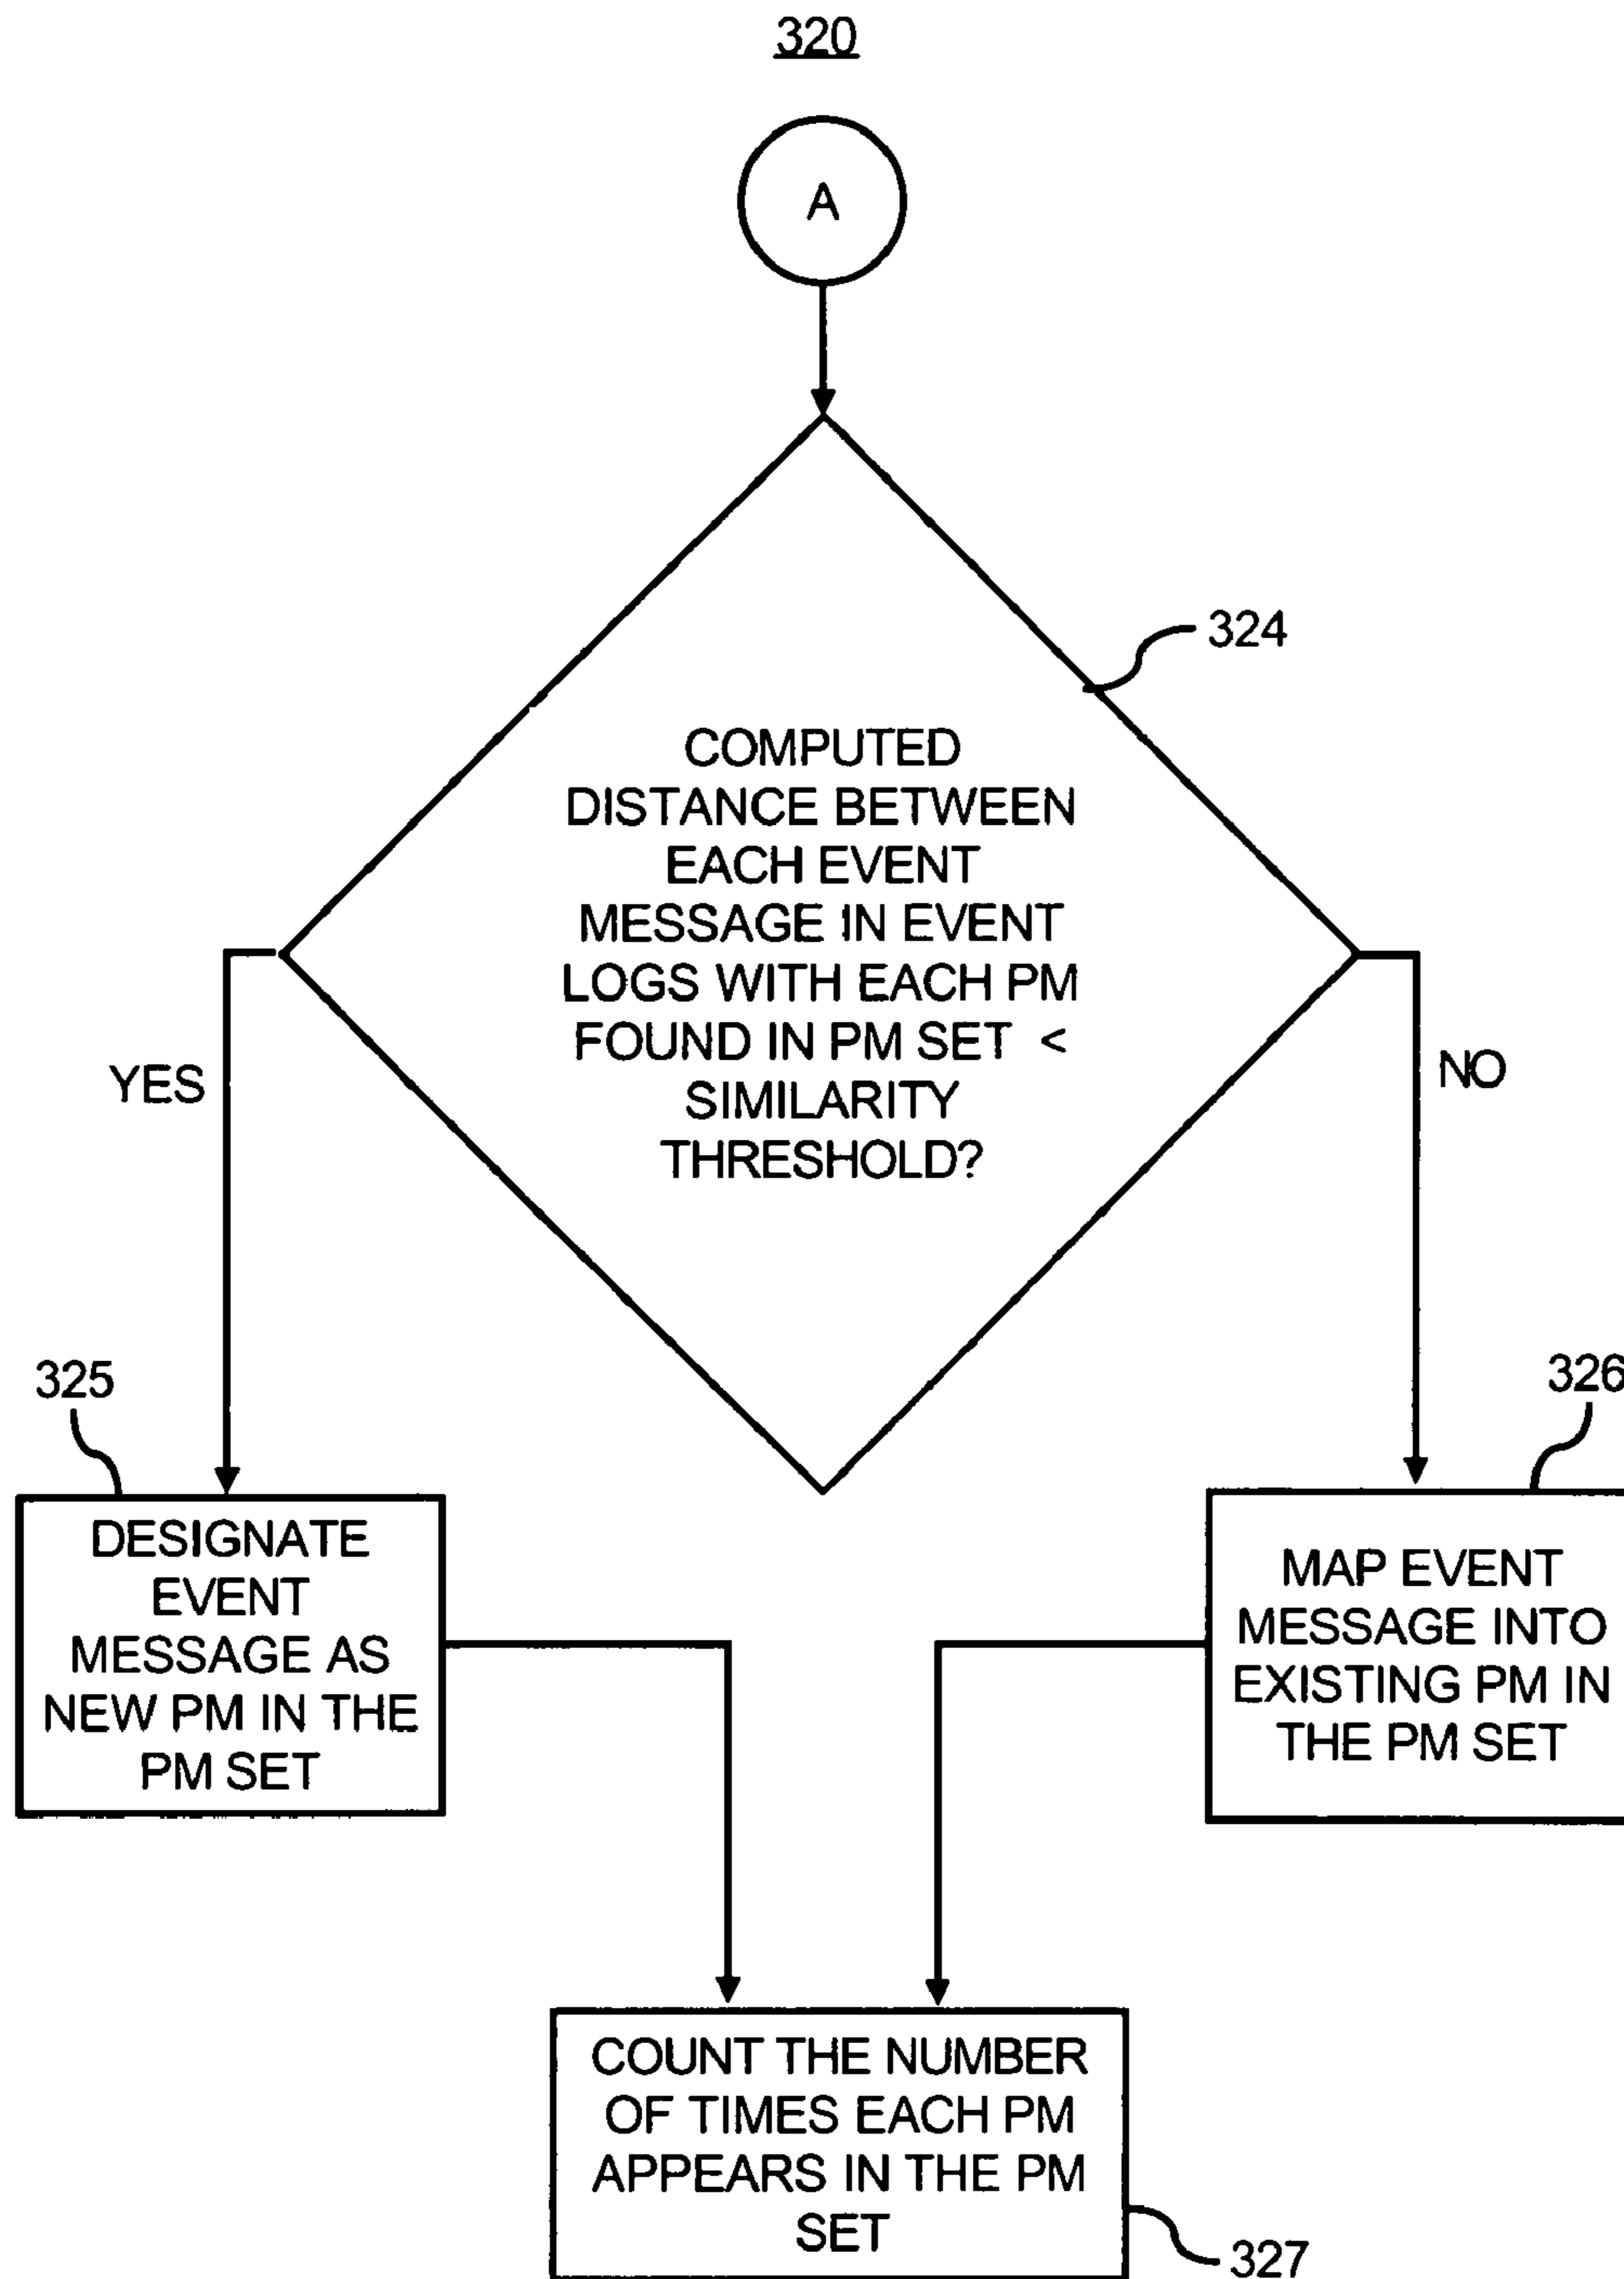 320
A
324
COMPUTED
DISTANCE BETWEEN
EACH EVENT
MESSAGE IN EVENT
LOGS WITH EACH PM
FOUND IN PM SET <
SIMILARITY
THRESHOLD?
YES
NO
325
326
DESIGNATE
EVENT
MESSAGE AS
NEW PM IN THE
PM SET
MAP EVENT
MESSAGE INTO
EXISTING PM IN
THE PM SET
COUNT THE NUMBER
OF TIMES EACH PM
APPEARS IN THE PM
SET
327